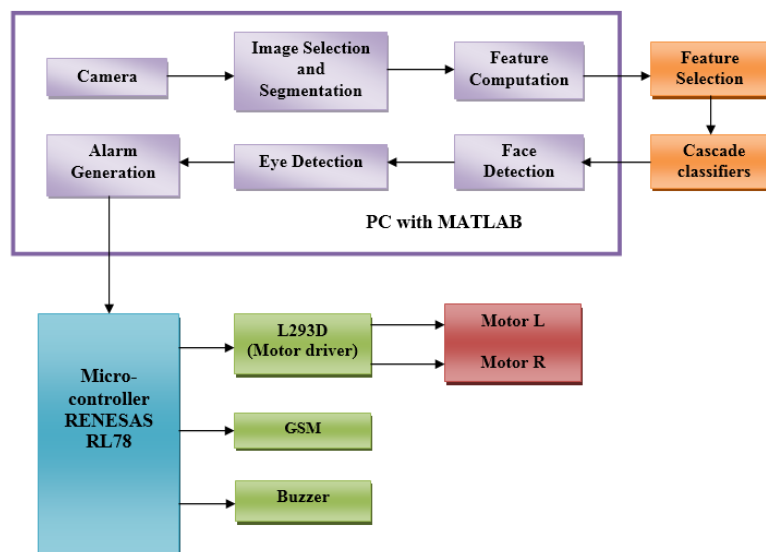 Camera
Image Selection
and
Segmentation
Feature
Computation
Feature
Selection
Alarm
Generation
Eye Detection
Face
Detection
Cascade
classifiers
PC with MATLAB
Micro-
controller
RENESAS
RL78
L293D
(Motor driver)
Motor L
Motor R
GSM
Buzzer